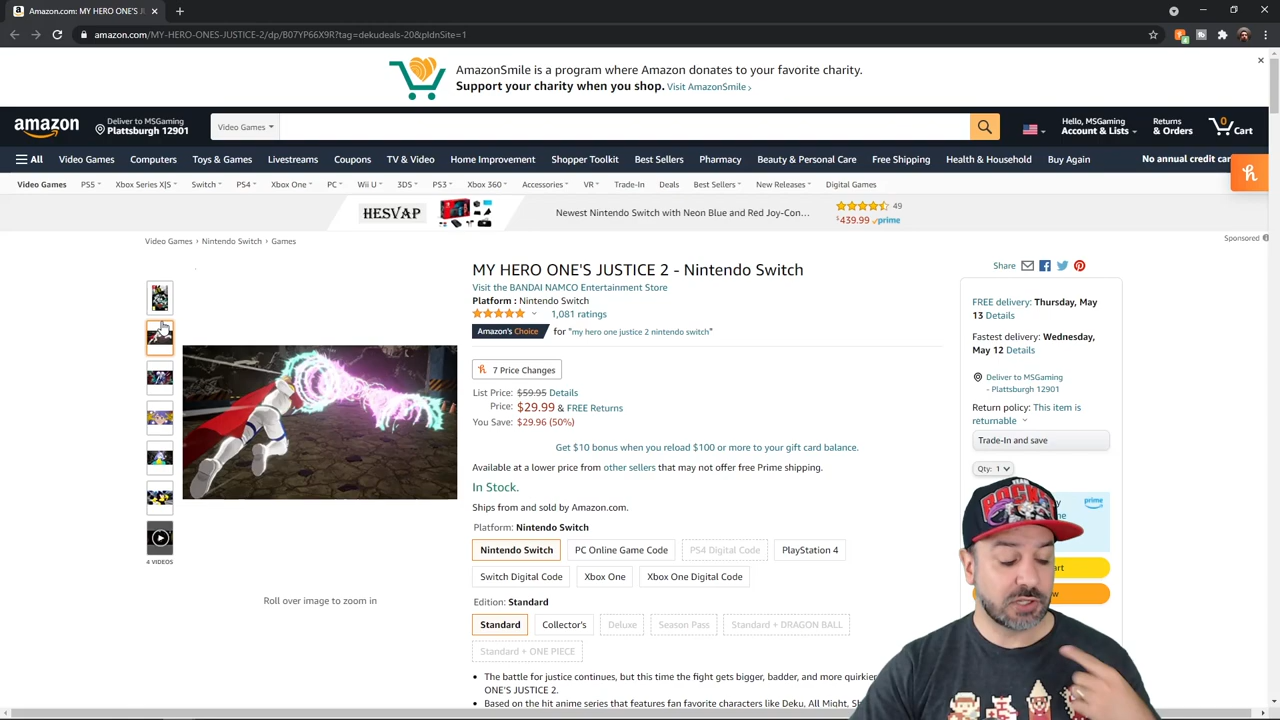 amazon.com: MY HERO ONE'S JUST
amazon.com/MY-HERO-ONES-JUSTICE-2/dp/B07YP66X9R?tag=dekudeals-20&pldnSite=1
AmazonSmile is a program where Amazon donates to your favorite charity.
Support your charity when you shop. Visit AmazonSmile ›
amazon
Deliver to MSGaming
Plattsburgh 12901
Video Games
Hello, MSGaming
Account & Lists
Returns
& Orders
0
Cart
All Video Games Computers Toys & Games Livestreams Coupons TV & Video Home Improvement Shopper Toolkit Best Sellers Pharmacy Beauty & Personal Care Free Shipping Health & Household Buy Again No annual credit car
Video Games PS5 Xbox Series X|S Switch PS4 Xbox One PC Wii U 3DS PS3 Xbox 360 Accessories VR Trade-In Deals Best Sellers New Releases Digital Games
HESVAP
Newest Nintendo Switch with Neon Blue and Red Joy-Con...
49
$439.99 prime
Sponsored
Video Games › Nintendo Switch › Games
MY HERO ONE'S JUSTICE 2 - Nintendo Switch
Visit the BANDAI NAMCO Entertainment Store
Platform : Nintendo Switch
1,081 ratings
Amazon's Choice for "my hero one justice 2 nintendo switch"
7 Price Changes
List Price: $59.95 Details
Price: $29.99 & FREE Returns
You Save: $29.96 (50%)
Get $10 bonus when you reload $100 or more to your gift card balance.
Available at a lower price from other sellers that may not offer free Prime shipping.
In Stock.
Ships from and sold by Amazon.com.
Platform: Nintendo Switch
Nintendo Switch PC Online Game Code PS4 Digital Code PlayStation 4
Switch Digital Code Xbox One Xbox One Digital Code
Edition: Standard
Standard Collector's Deluxe Season Pass Standard + DRAGON BALL
Standard + ONE PIECE
The battle for justice continues, but this time the fight gets bigger, badder, and more quirkier
ONE'S JUSTICE 2.
Based on the hit anime series that features fan favorite characters like Deku, All Might,
4 VIDEOS
Roll over image to zoom in
Share
FREE delivery: Thursday, May
13 Details
Fastest delivery: Wednesday,
May 12 Details
Deliver to MSGaming
- Plattsburgh 12901
Return policy: This item is
returnable
Trade-In and save
Qty: 1
prime